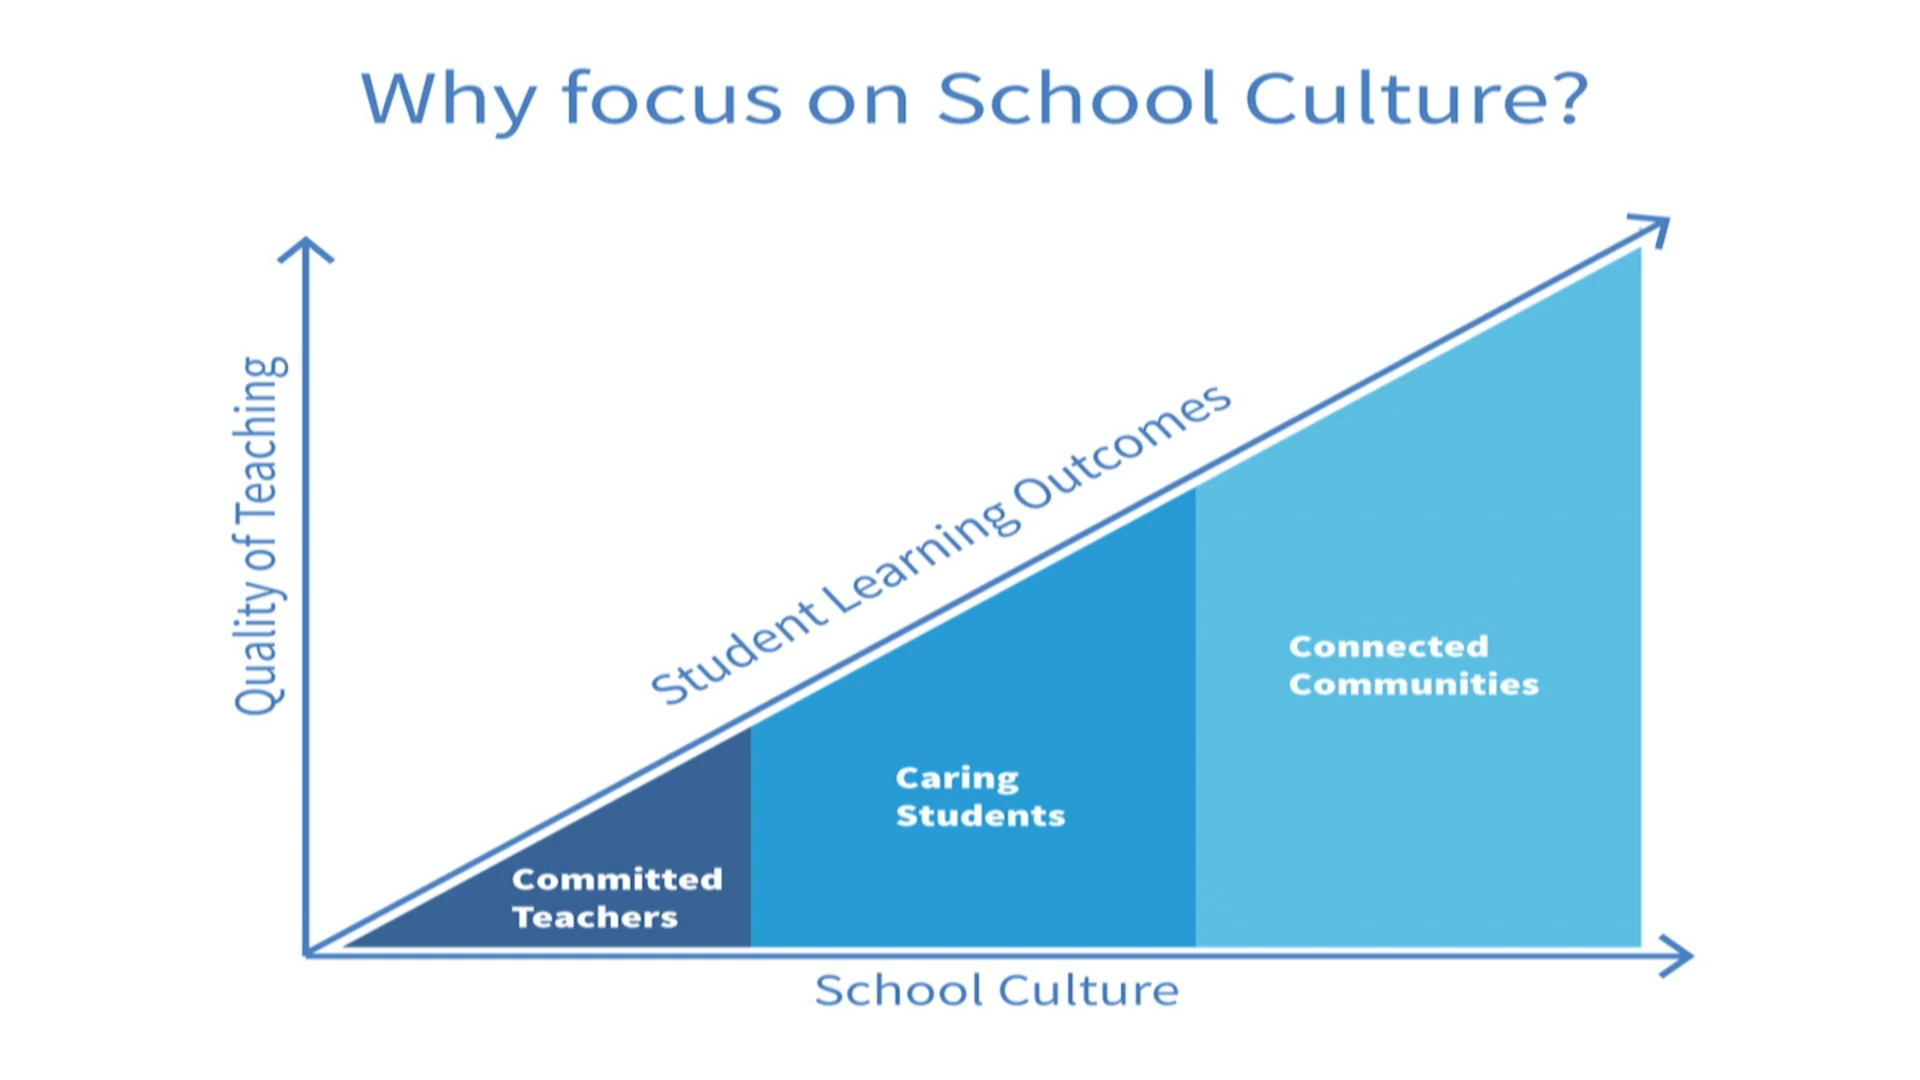 Why focus on School Culture?
Quality of Teaching
Student Learning Outcomes
Connected
Communities
Caring
Students
Committed
Teachers
School Culture